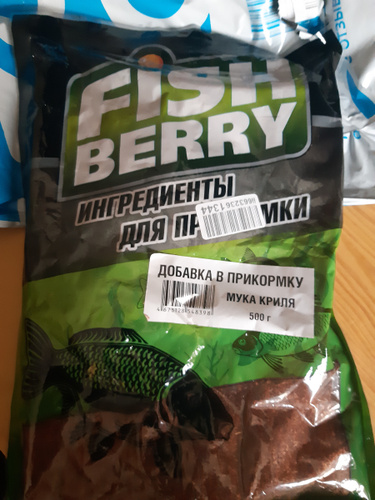 FISH
BERRY
ИНГРЕДИЕНТЫ
ДЛЯ
ДОБАВКА В ПРИКОРМКУ
МУКА КРИЛЯ
500 г